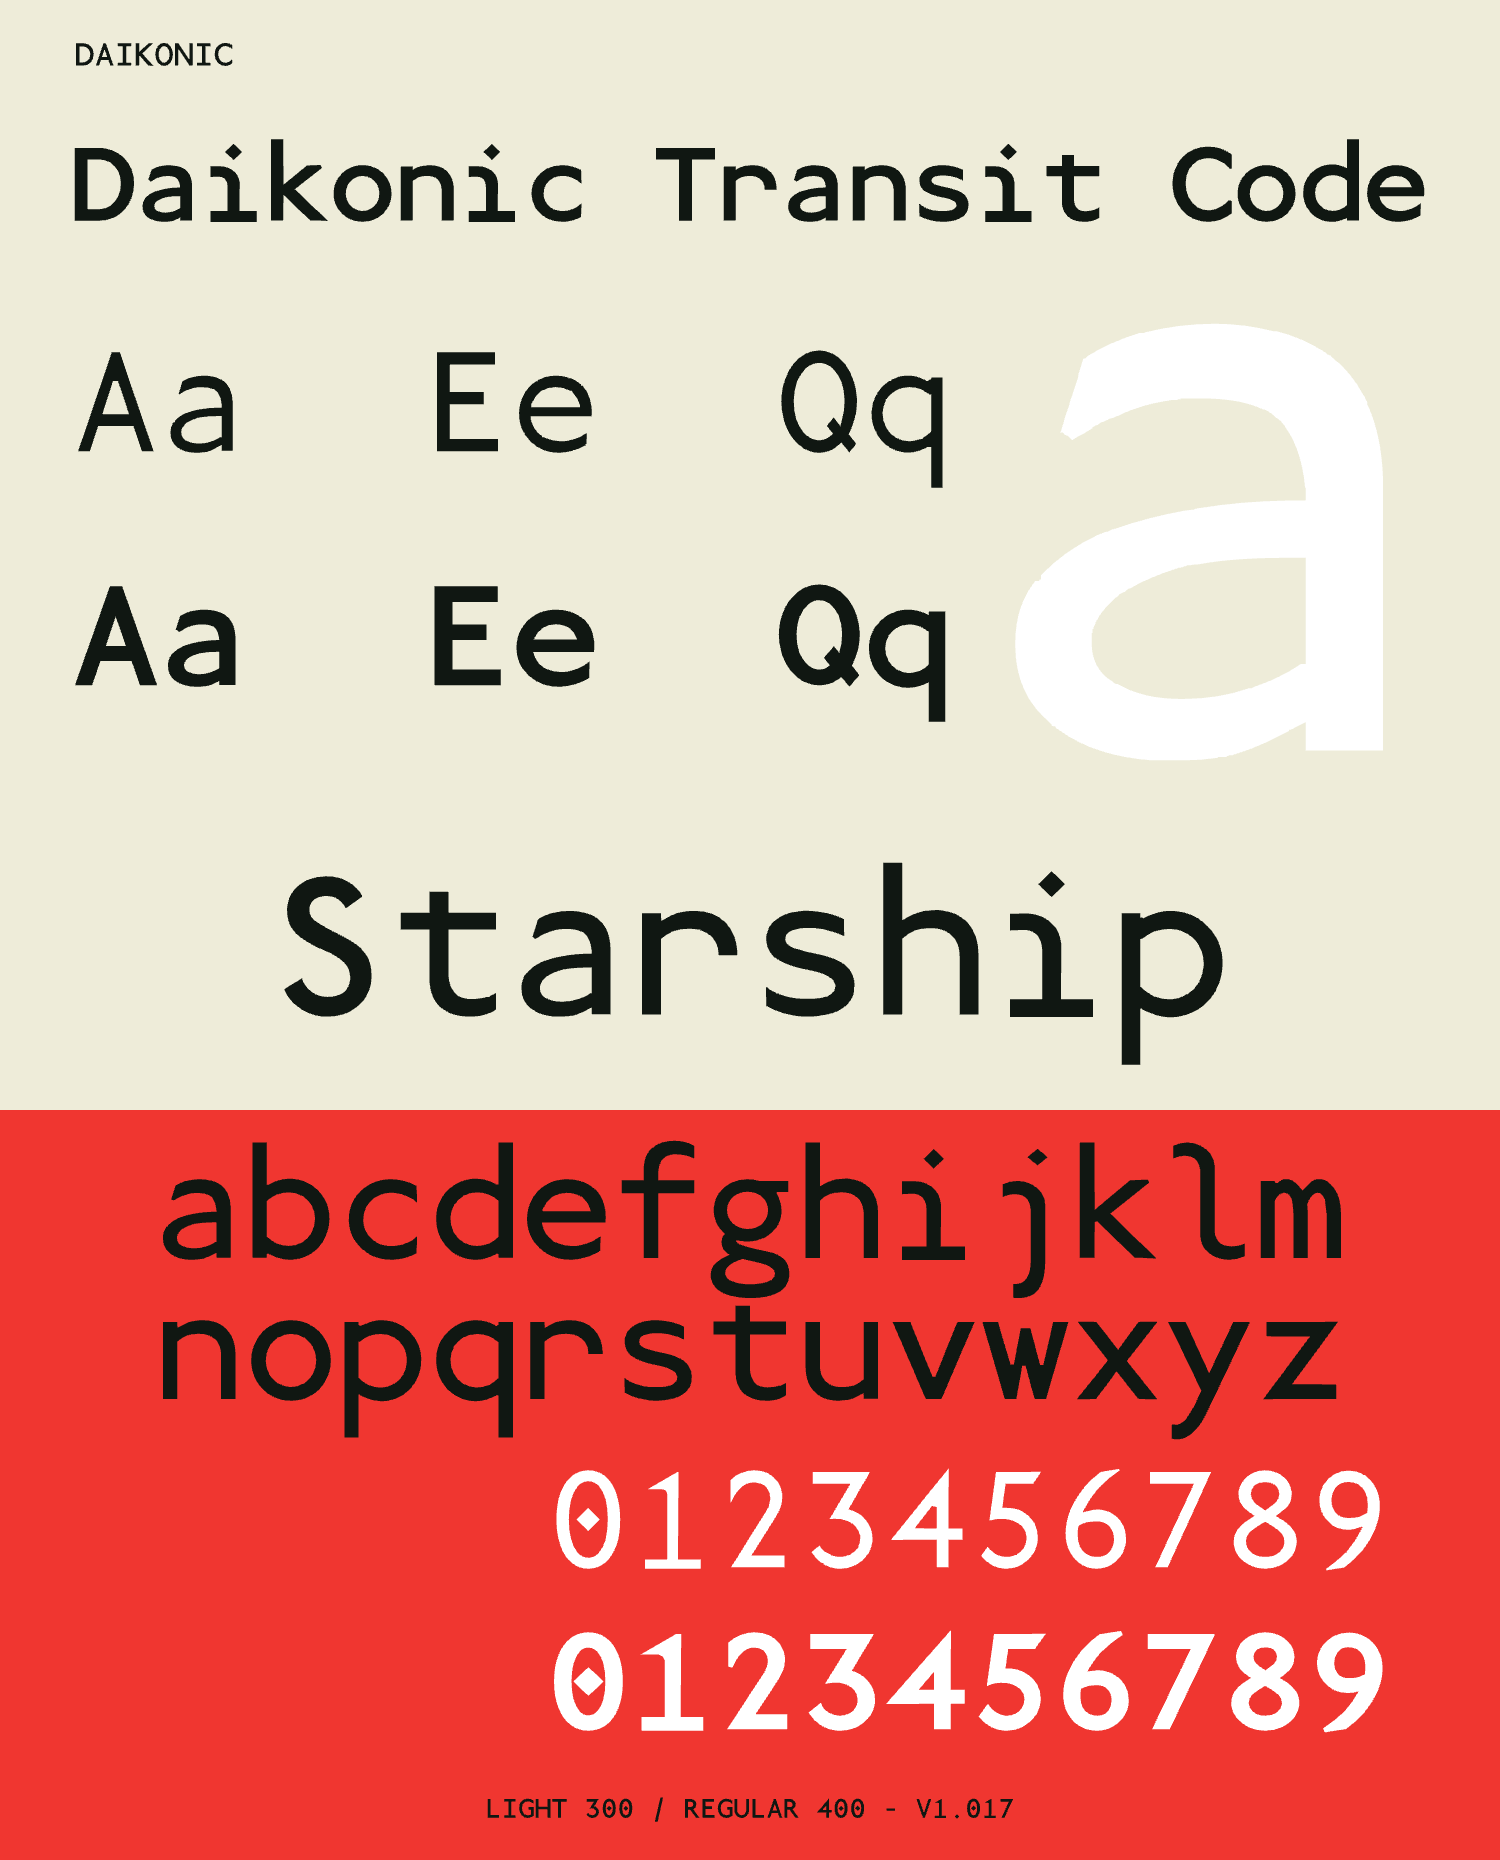 DAIKONIC
Daikonic Transit Code
Aa Ee Qq
a
Aa Ee Qq
Starship
abcdefghijklm
nopqrstuvwxyz
0123456789
0123456789
LIGHT 300 / REGULAR 400 - V1.017